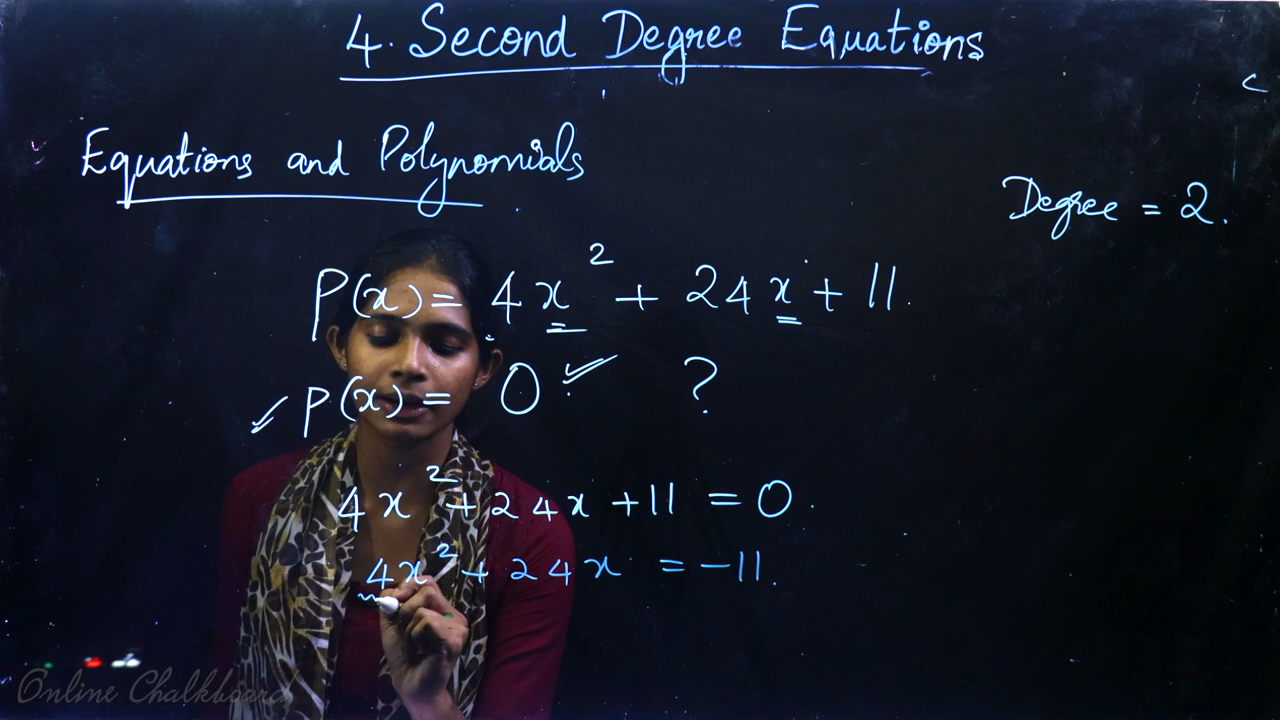 4. Second Degree Equations
Equations and Polynomials
Degree = 2.
P(x) = 4x² + 24x + 11.
P(x) = 0 ✓ ?
4x² + 24x + 11 = 0.
4x² + 24x = -11.
Online Chalkboard